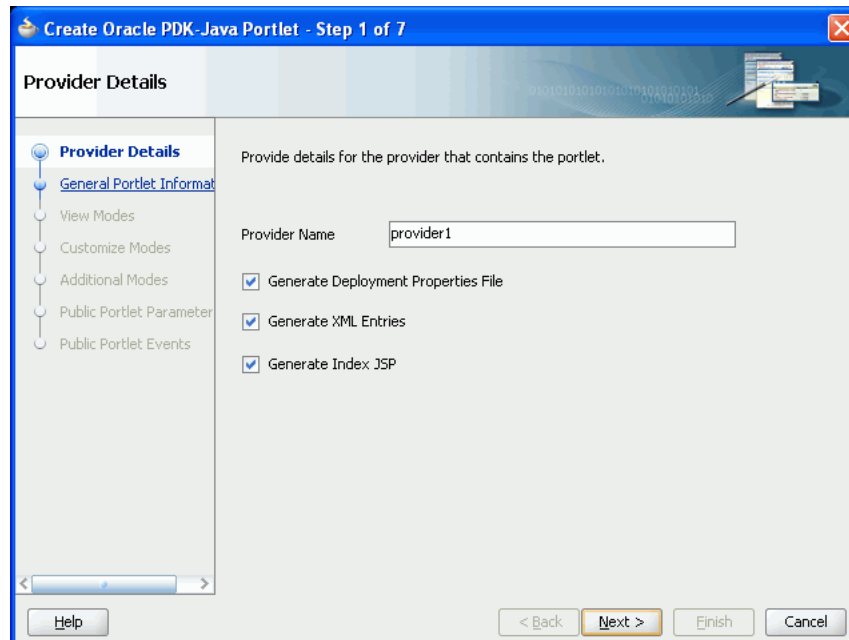 Create Oracle PDK-Java Portlet - Step 1 of 7
Provider Details
Provider Details
General Portlet Informat
View Modes
Customize Modes
Additional Modes
Public Portlet Parameter
Public Portlet Events
Provide details for the provider that contains the portlet.
Provider Name provider1
Generate Deployment Properties File
Generate XML Entries
Generate Index JSP
Help < Back Next > Finish Cancel